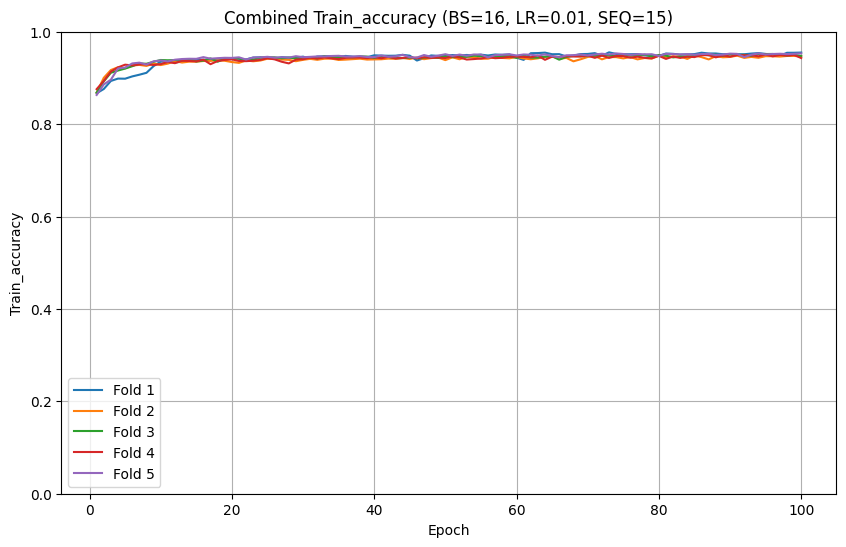 Combined Train_accuracy (BS=16, LR=0.01, SEQ=15)
Train_accuracy
1.0
0.8
0.6
0.4
0.2
0.0
Fold 1
Fold 2
Fold 3
Fold 4
Fold 5
0 20 40 60 80 100
Epoch